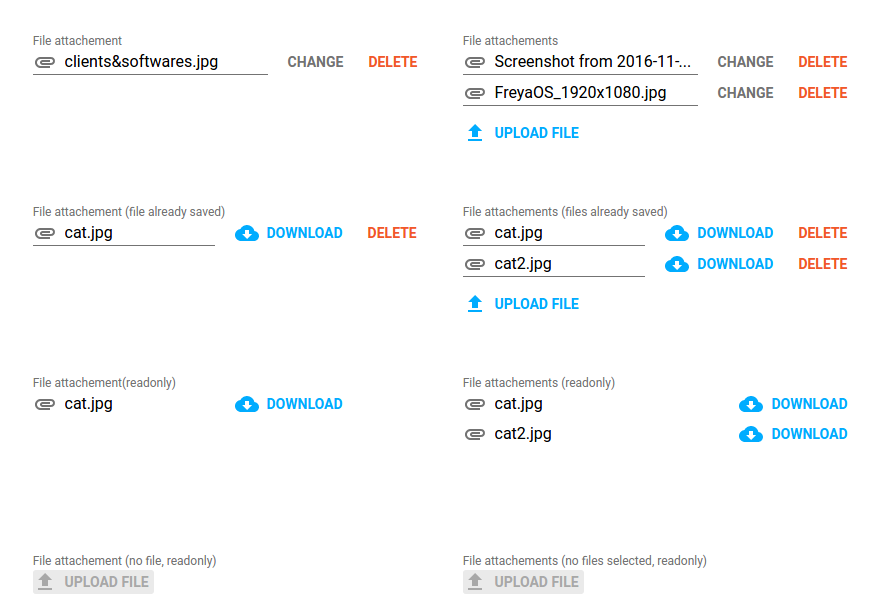 File attachement
clients&softwares.jpg CHANGE DELETE
File attachements
Screenshot from 2016-11-... CHANGE DELETE
FreyaOS_1920x1080.jpg CHANGE DELETE
UPLOAD FILE
File attachement (file already saved)
cat.jpg DOWNLOAD DELETE
File attachements (files already saved)
cat.jpg DOWNLOAD DELETE
cat2.jpg DOWNLOAD DELETE
UPLOAD FILE
File attachement(readonly)
cat.jpg DOWNLOAD
File attachements (readonly)
cat.jpg DOWNLOAD
cat2.jpg DOWNLOAD
File attachement (no file, readonly)
UPLOAD FILE
File attachements (no files selected, readonly)
UPLOAD FILE